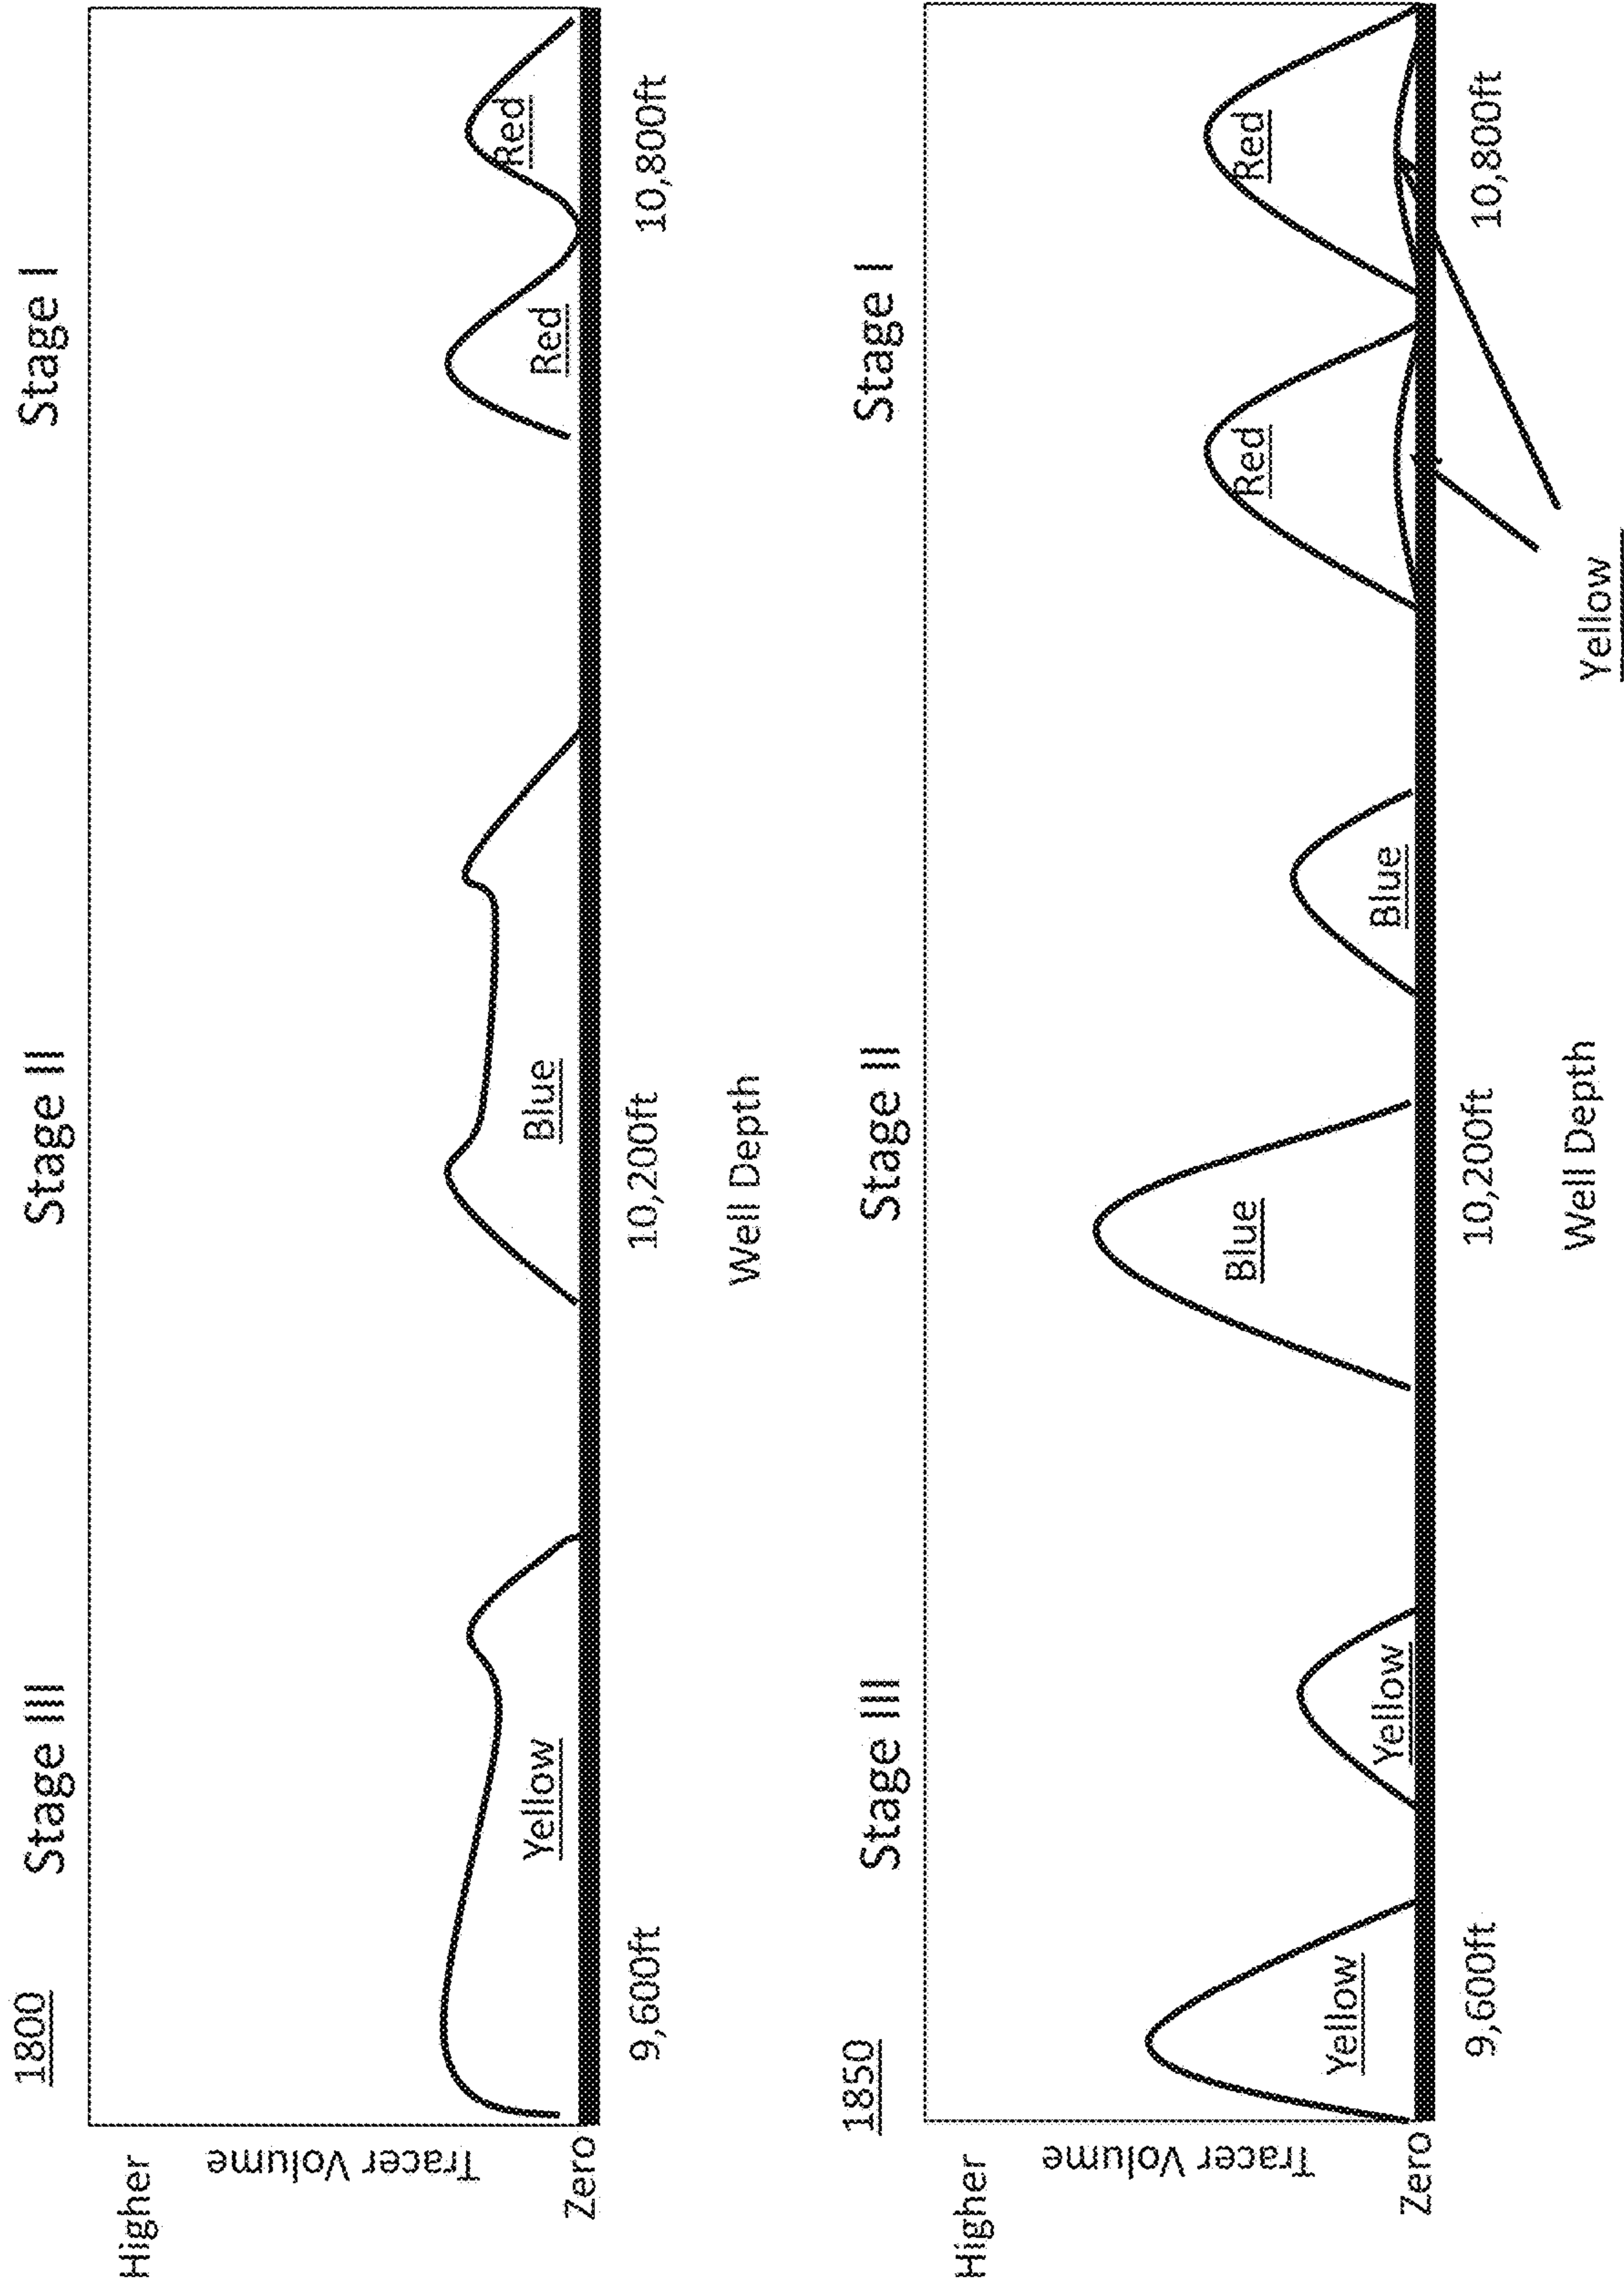 1800
Stage III
Stage II
Stage I
Higher
Tracer Volume
Zero
Yellow
Blue
Red
Red
9,600ft
10,200ft
10,800ft
Well Depth
1850
Stage III
Stage II
Stage I
Higher
Tracer Volume
Zero
Yellow
Yellow
Blue
Blue
Red
Red
9,600ft
10,200ft
10,800ft
Well Depth
Yellow